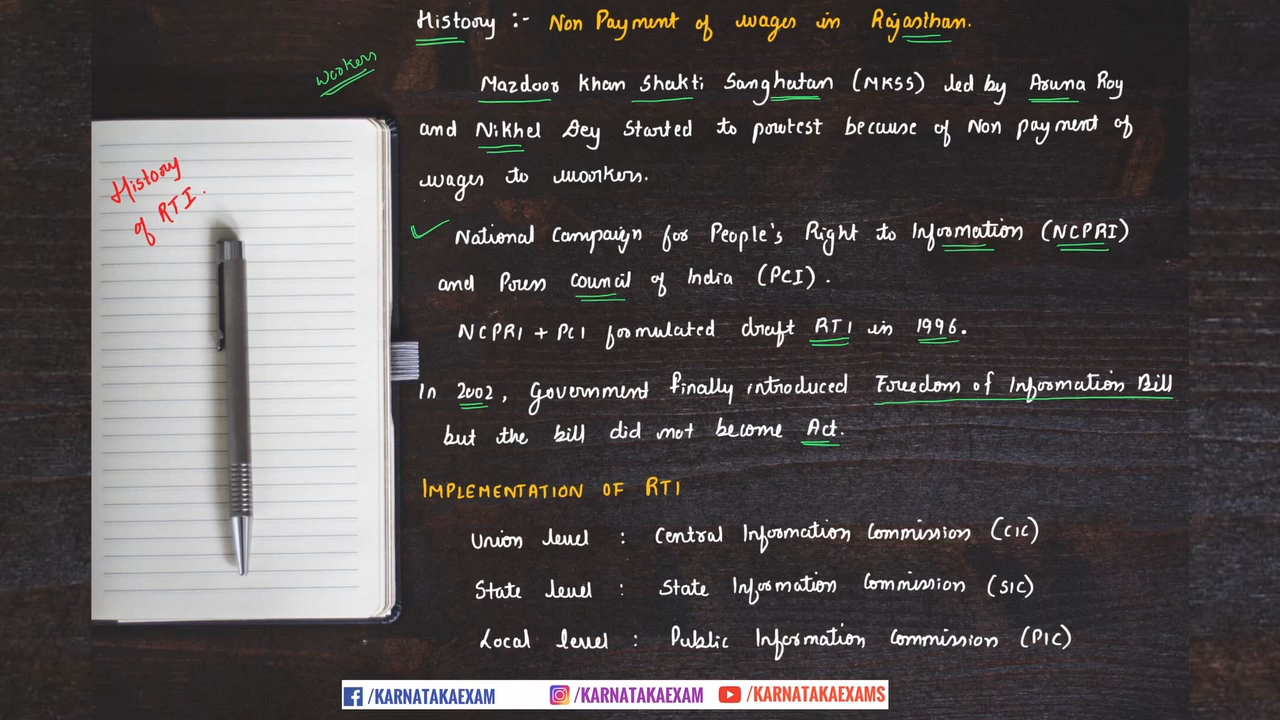 History :- Non Payment of wages in Rajasthan.
workers
Mazdoor Khan Shakti Sanghatan (MKSS) led by Aruna Roy
and Nikhel Dey Started to protest because of Non payment of
wages to workers.
History
of RTI.
National Campaign for People's Right to Information (NCPRI)
and Press Council of India (PCI).
NCPRI + PCI formulated draft RTI in 1996.
In 2002, Government finally introduced Freedom of Information Bill
but the bill did not become Act.
IMPLEMENTATION OF RTI
Union level : Central Information Commission (CIC)
State level : State Information Commission (SIC)
Local level : Public Information Commission (PIC)
/KARNATAKAEXAM /KARNATAKAEXAM /KARNATAKAEXAMS